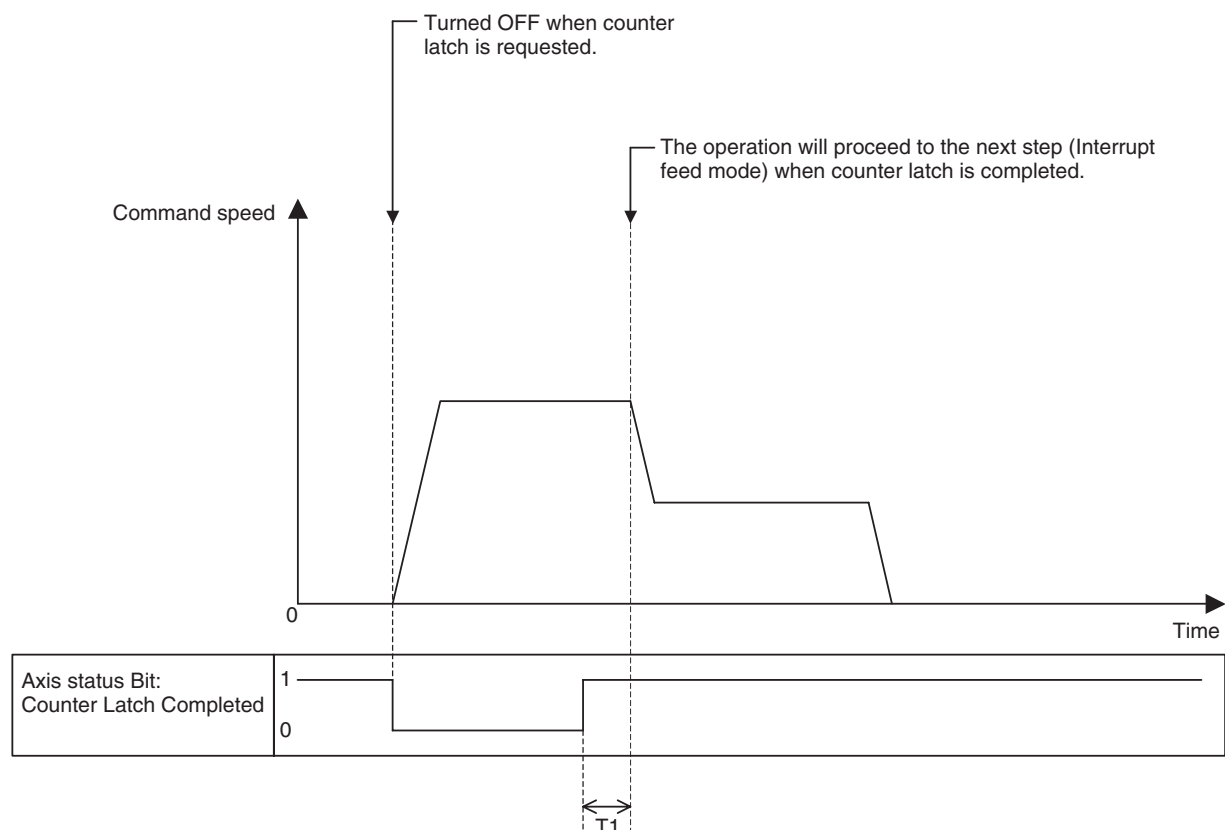 Turned OFF when counter
latch is requested.
The operation will proceed to the next step (Interrupt
feed mode) when counter latch is completed.
Command speed
0
Time
Axis status Bit:
Counter Latch Completed
1
0
T1